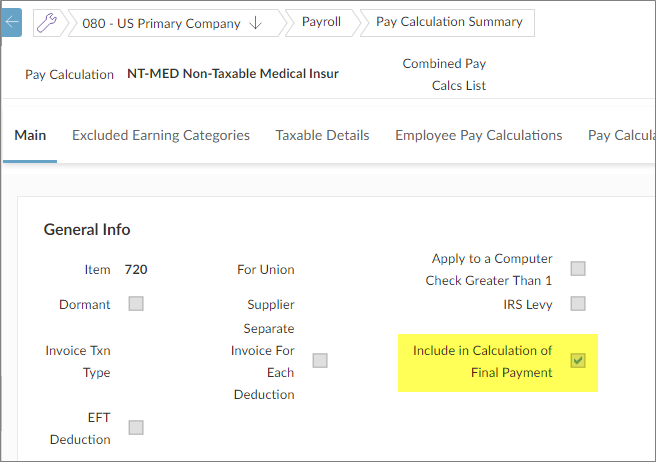 080 - US Primary Company
Payroll
Pay Calculation Summary
Pay Calculation NT-MED Non-Taxable Medical Insur
Combined Pay
Calcs List
Main Excluded Earning Categories Taxable Details Employee Pay Calculations Pay Calcula
General Info
Item 720
Dormant
Invoice Txn
Type
EFT
Deduction
For Union
Supplier
Separate
Invoice For
Each
Deduction
Apply to a Computer
Check Greater Than 1
IRS Levy
Include in Calculation of
Final Payment